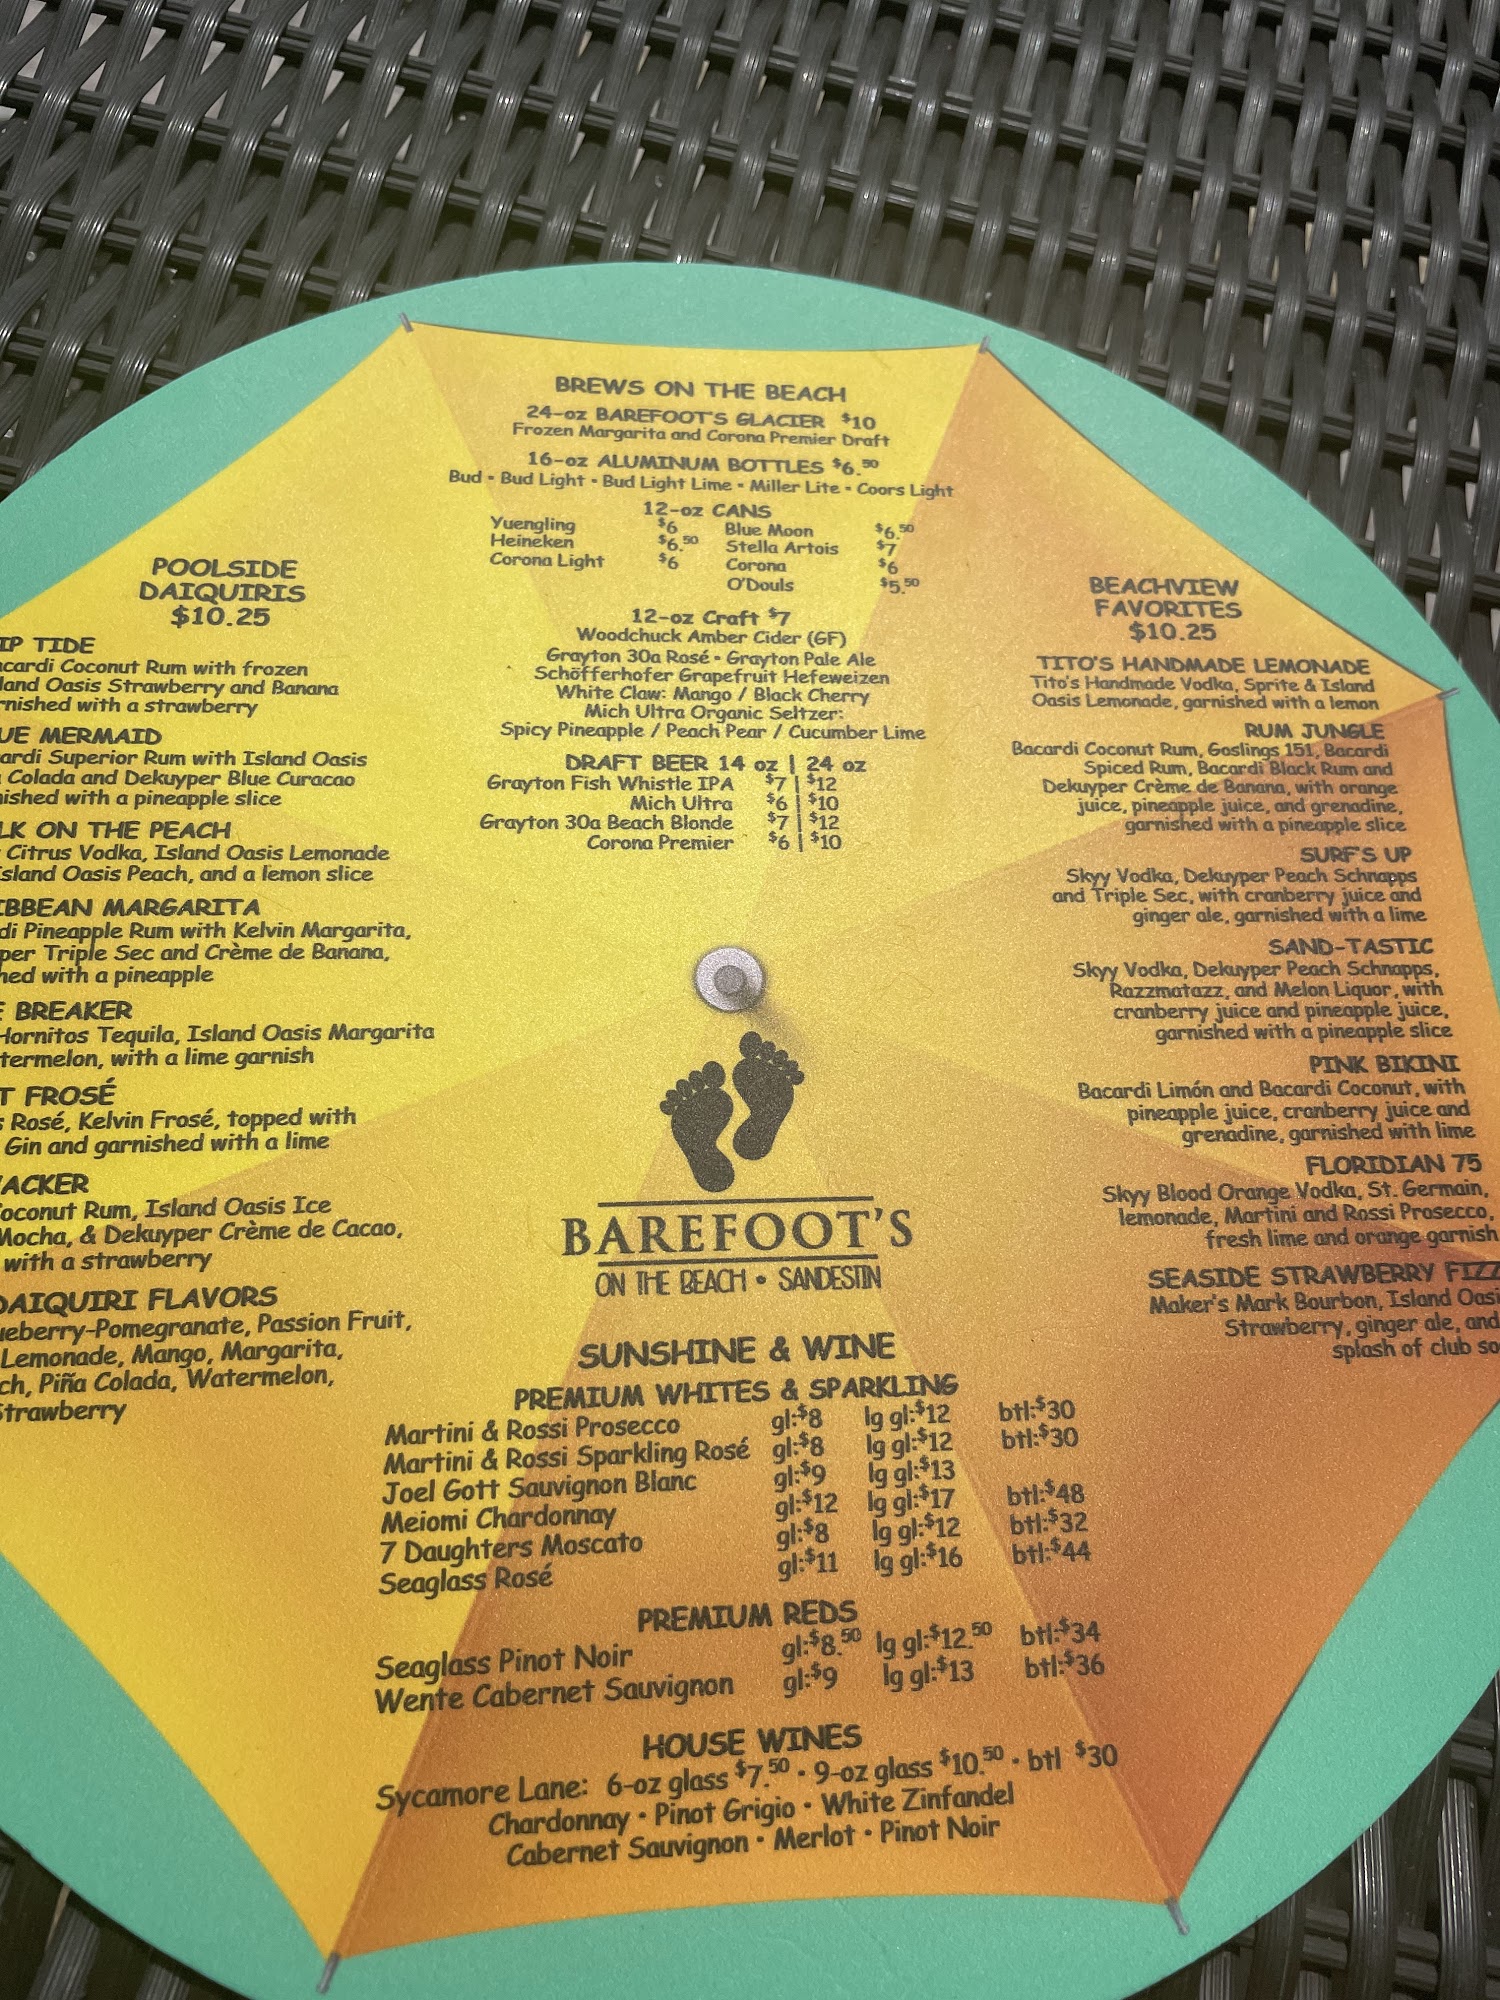 BREWS ON THE BEACH
24-oz BAREFOOT'S GLACIER $10
Frozen Margarita and Corona Premier Draft
16-oz ALUMINUM BOTTLES $6.50
Bud • Bud Light • Bud Light Lime • Miller Lite • Coors Light
12-oz CANS
Yuengling $6 Blue Moon $6.50
Heineken $6.50 Stella Artois $7
Corona Light $6 Corona $6
O'Douls $5.50
12-oz Craft $7
Woodchuck Amber Cider (GF)
Grayton 30a Rosé • Grayton Pale Ale
Schöfferhofer Grapefruit Hefeweizen
White Claw: Mango / Black Cherry
Mich Ultra Organic Seltzer:
Spicy Pineapple / Peach Pear / Cucumber Lime
DRAFT BEER 14 oz | 24 oz
Grayton Fish Whistle IPA $7 | $12
Mich Ultra $6 | $10
Grayton 30a Beach Blonde $7 | $12
Corona Premier $6 | $10
POOLSIDE
DAIQUIRIS
$10.25
TIDE
Coconut Rum with frozen
Oasis Strawberry and Banana
with a strawberry
MERMAID
Superior Rum with Island Oasis
Colada and Dekuyper Blue Curacao
with a pineapple slice
ON THE PEACH
Citrus Vodka, Island Oasis Lemonade
Island Oasis Peach, and a lemon slice
MARGARITA
Pineapple Rum with Kelvin Margarita,
Triple Sec and Crème de Banana,
with a pineapple
BREAKER
Hornitos Tequila, Island Oasis Margarita
with a lime garnish
FROSÉ
Rosé, Kelvin Frosé, topped with
Gin and garnished with a lime
Rum, Island Oasis Ice
Mocha, & Dekuyper Crème de Cacao,
with a strawberry
DAIQUIRI FLAVORS
Passion Fruit,
Lemonade, Mango, Margarita,
Piña Colada, Watermelon,
Strawberry
BEACHVIEW
FAVORITES
$10.25
TITO'S HANDMADE LEMONADE
Tito's Handmade Vodka, Sprite & Island
Oasis Lemonade, garnished with a lemon
RUM JUNGLE
Bacardi Coconut Rum, Goslings 151, Bacardi
Spiced Rum, Bacardi Black Rum and
Dekuyper Crème de Banana, with orange
juice, pineapple juice, and grenadine,
garnished with a pineapple slice
SURF'S UP
Skyy Vodka, Dekuyper Peach Schnapps
and Triple Sec, with cranberry juice and
ginger ale, garnished with a lime
SAND-TASTIC
Skyy Vodka, Dekuyper Peach Schnapps,
Razzmatazz, and Melon Liquor, with
cranberry juice and pineapple juice,
garnished with a pineapple slice
PINK BIKINI
Bacardi Limón and Bacardi Coconut, with
pineapple juice, cranberry juice and
grenadine, garnished with lime
FLORIDIAN 75
Skyy Blood Orange Vodka, St. Germain,
lemonade, Martini and Rossi Prosecco,
fresh lime and orange garnish
SEASIDE STRAWBERRY FIZZ
Maker's Mark Bourbon, Island
Strawberry, ginger ale, and
splash of club
BAREFOOT'S
ON THE BEACH • SANDESTIN
SUNSHINE & WINE
PREMIUM WHITES & SPARKLING
Martini & Rossi Prosecco gl:$8 lg gl:$12 btl:$30
Martini & Rossi Sparkling Rosé gl:$8 lg gl:$12 btl:$30
Joel Gott Sauvignon Blanc gl:$9 lg gl:$13
Meiomi Chardonnay gl:$12 lg gl:$17 btl:$48
7 Daughters Moscato gl:$8 lg gl:$12 btl:$32
Seaglass Rosé gl:$11 lg gl:$16 btl:$44
PREMIUM REDS
Seaglass Pinot Noir gl:$8.50 lg gl:$12.50 btl:$34
Wente Cabernet Sauvignon gl:$9 lg gl:$13 btl:$36
HOUSE WINES
Sycamore Lane: 6-oz glass $7.50 • 9-oz glass $10.50 • btl $30
Chardonnay • Pinot Grigio • White Zinfandel
Cabernet Sauvignon • Merlot • Pinot Noir